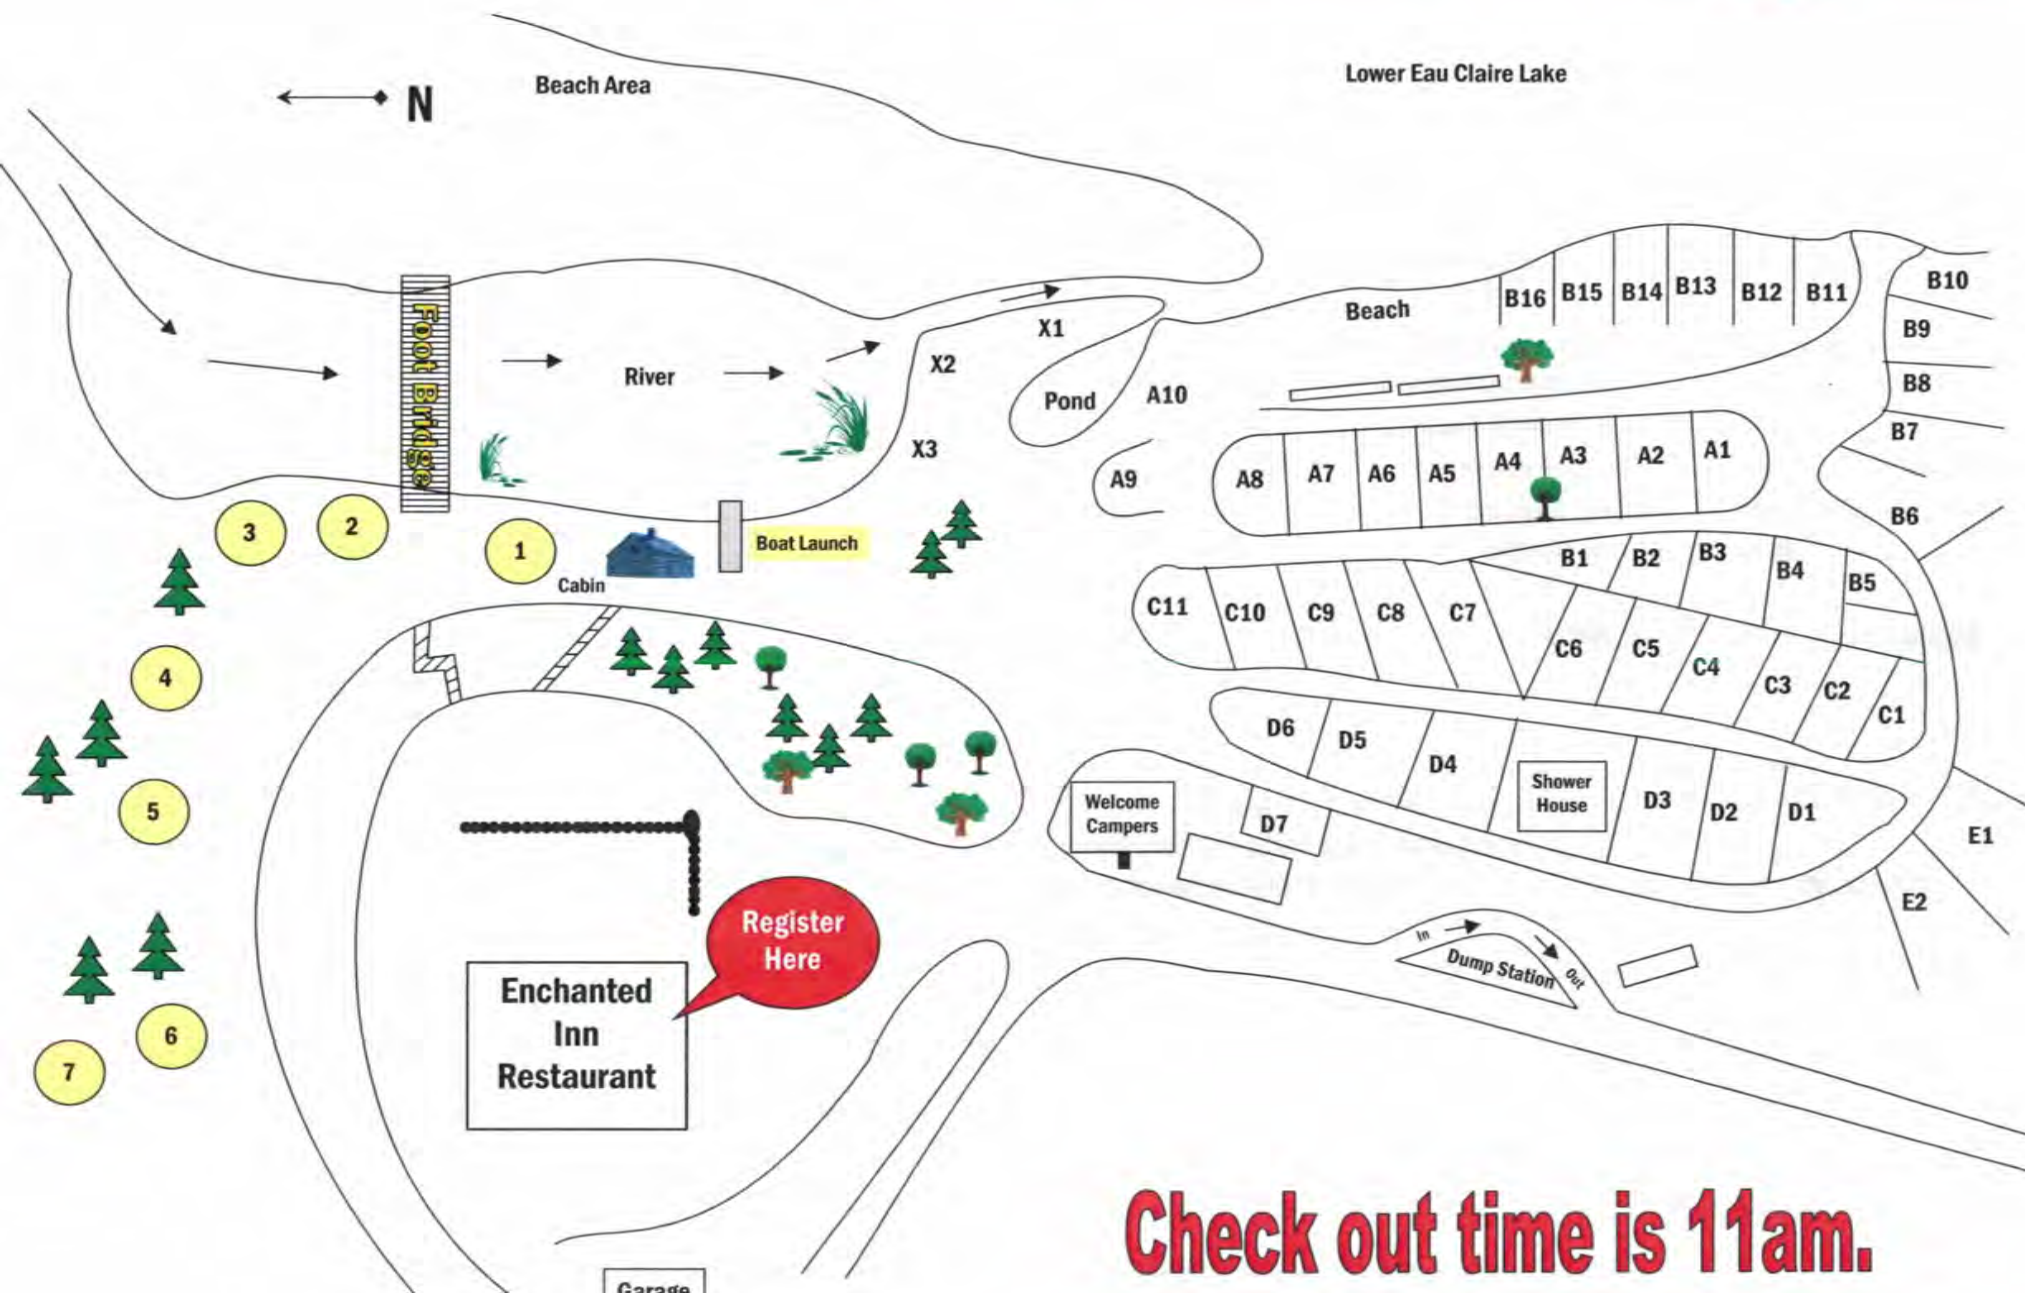 Lower Eau Claire Lake
Beach Area
N
Foot Bridge
River
X1
X2
X3
Pond
Beach
A10
A9
B16
B15
B14
B13
B12
B11
B10
B9
B8
B7
B6
A8
A7
A6
A5
A4
A3
A2
A1
3
2
1
Cabin
Boat Launch
B1
B2
B3
B4
B5
C11
C10
C9
C8
C7
C6
C5
C4
C3
C2
C1
4
5
6
7
D6
D5
D4
Shower
House
D3
D2
D1
Welcome
Campers
D7
E1
E2
Register
Here
Enchanted
Inn
Restaurant
In
Out
Dump Station
Garage
Check out time is 11am.